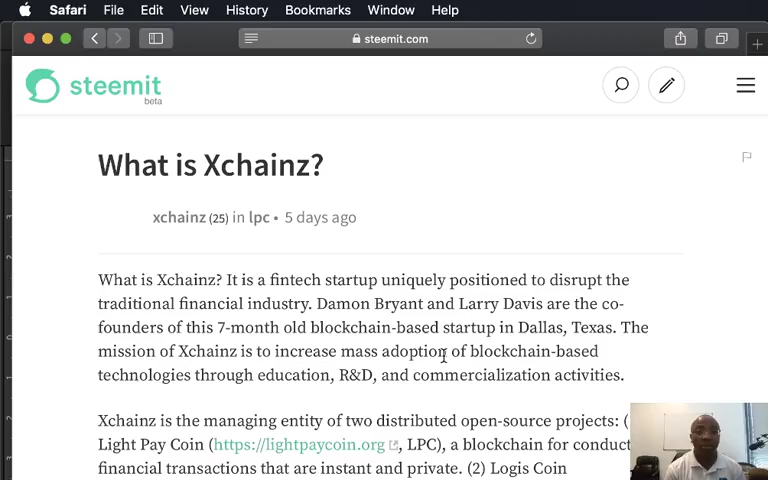 Safari File Edit View History Bookmarks Window Help
steemit.com
steemit
beta
What is Xchainz?
xchainz (25) in lpc • 5 days ago
What is Xchainz? It is a fintech startup uniquely positioned to disrupt the
traditional financial industry. Damon Bryant and Larry Davis are the co-
founders of this 7-month old blockchain-based startup in Dallas, Texas. The
mission of Xchainz is to increase mass adoption of blockchain-based
technologies through education, R&D, and commercialization activities.
Xchainz is the managing entity of two distributed open-source projects: (
Light Pay Coin (https://lightpaycoin.org, LPC), a blockchain for conduct
financial transactions that are instant and private. (2) Logis Coin